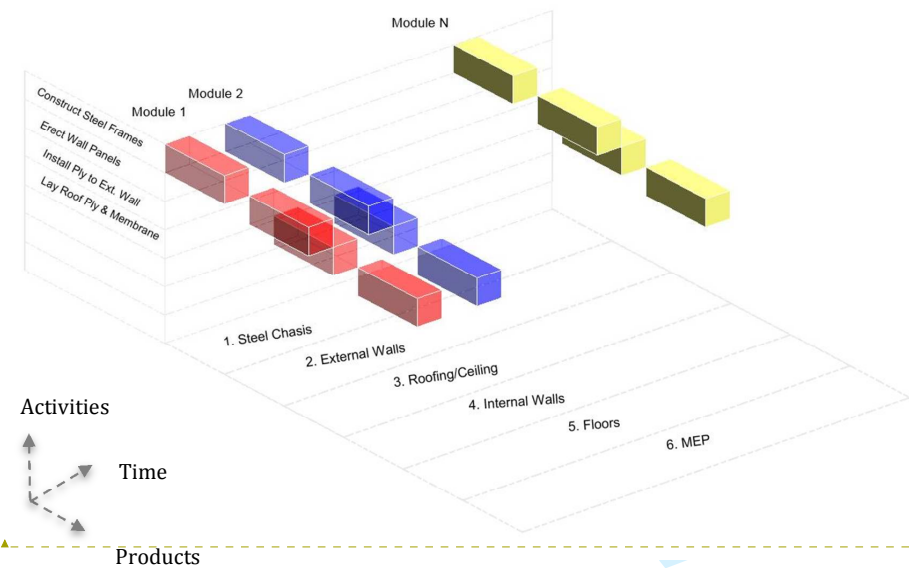 Module N
Module 2
Module 1
Construct Steel Frames
Erect Wall Panels
Install Ply to Ext. Wall
Lay Roof Ply & Membrane
1. Steel Chasis
2. External Walls
3. Roofing/Ceiling
4. Internal Walls
5. Floors
6. MEP
Activities
Time
Products